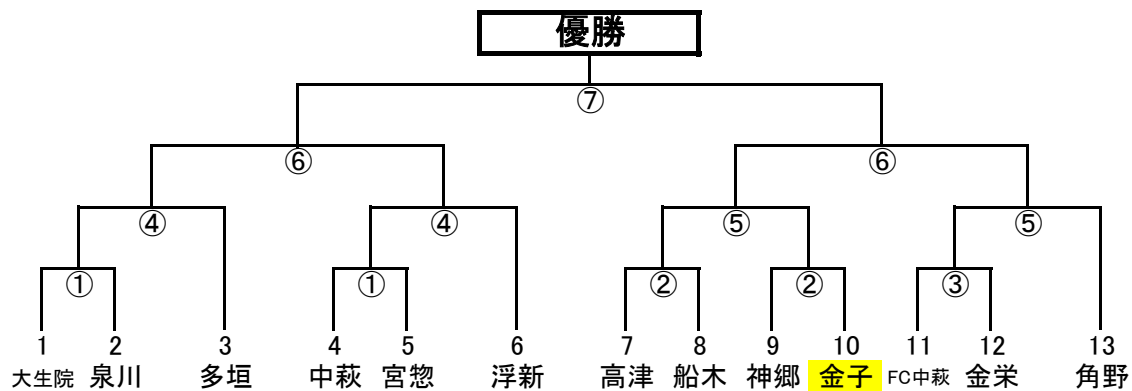 優勝
⑦
⑥ ⑥
④ ④ ⑤ ⑤
① ① ② ② ③
1 2 3 4 5 6 7 8 9 10 11 12 13
大生院 泉川 多垣 中萩 宮惣 浮新 高津 船木 神郷 金子 FC中萩 金栄 角野